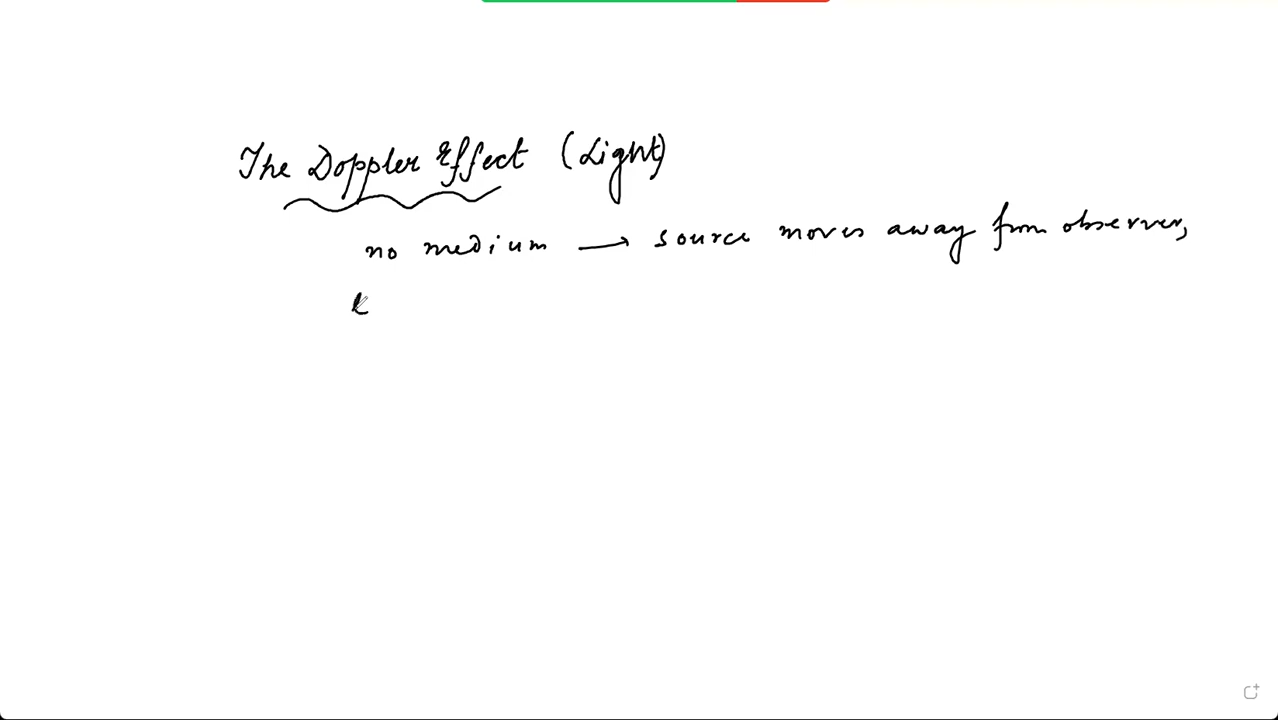 The Doppler Effect (Light)
no medium → source moves away from observer,